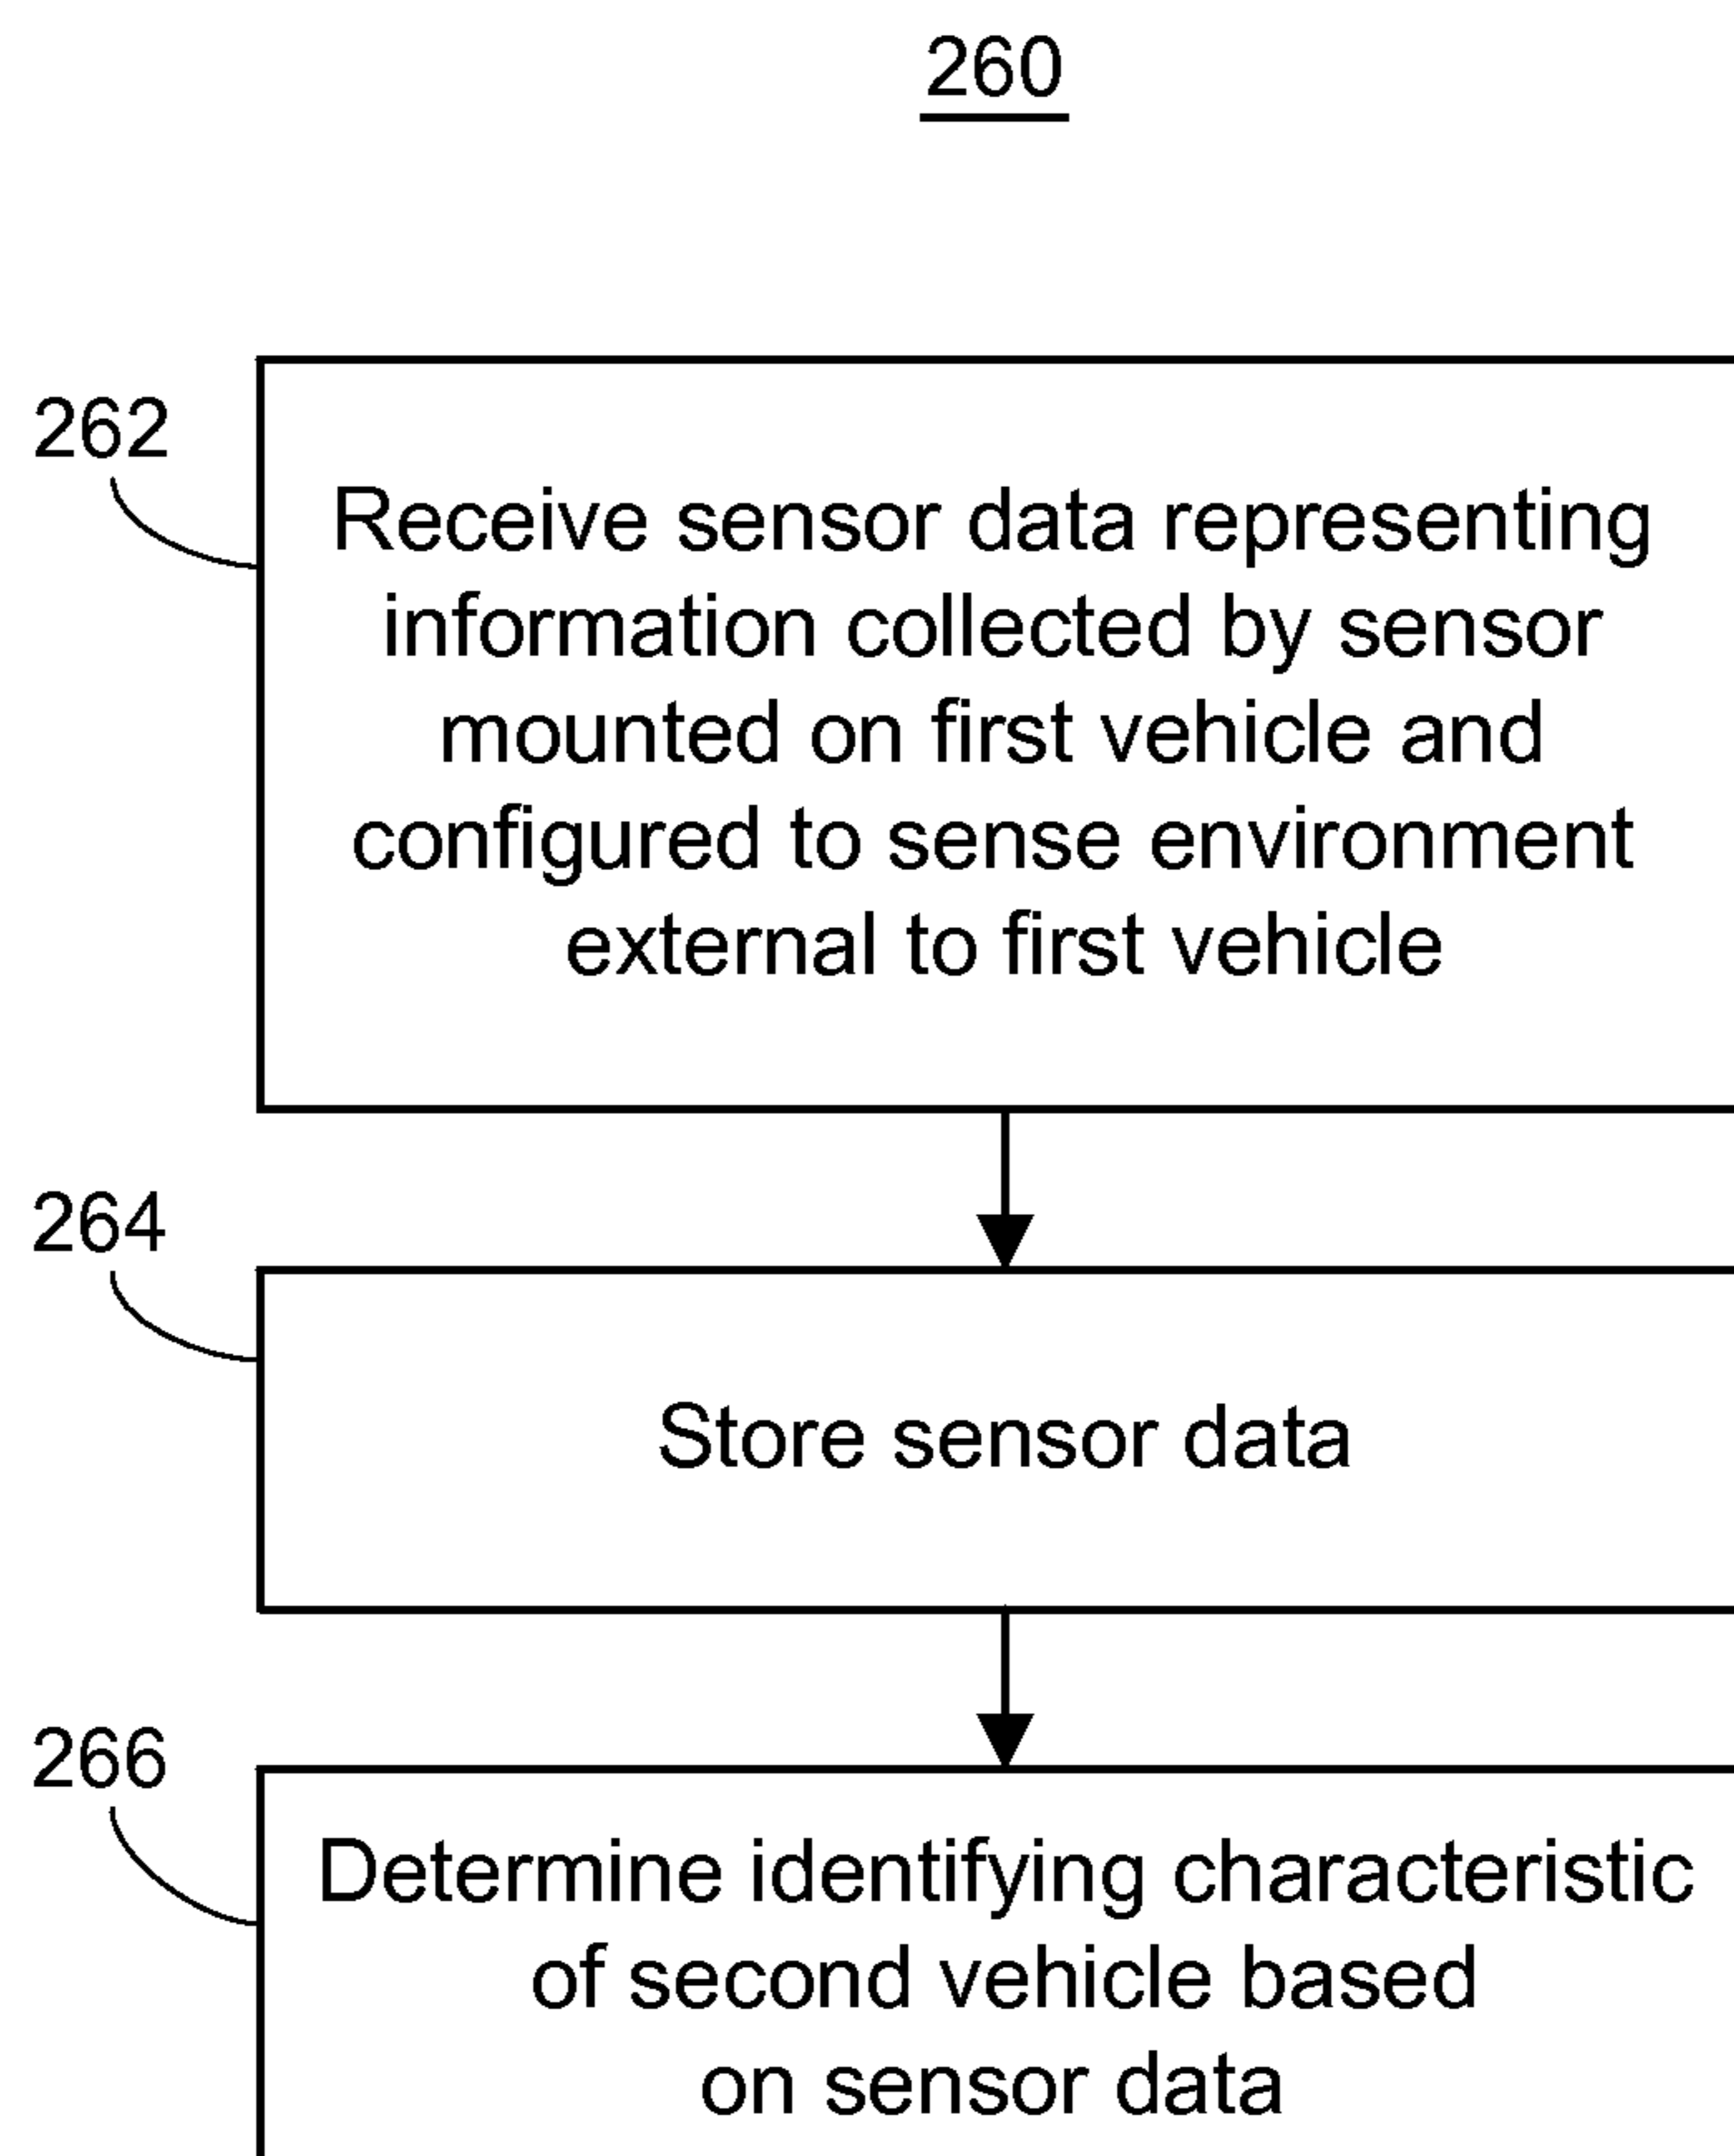 260
262
Receive sensor data representing
information collected by sensor
mounted on first vehicle and
configured to sense environment
external to first vehicle
264
Store sensor data
266
Determine identifying characteristic
of second vehicle based
on sensor data